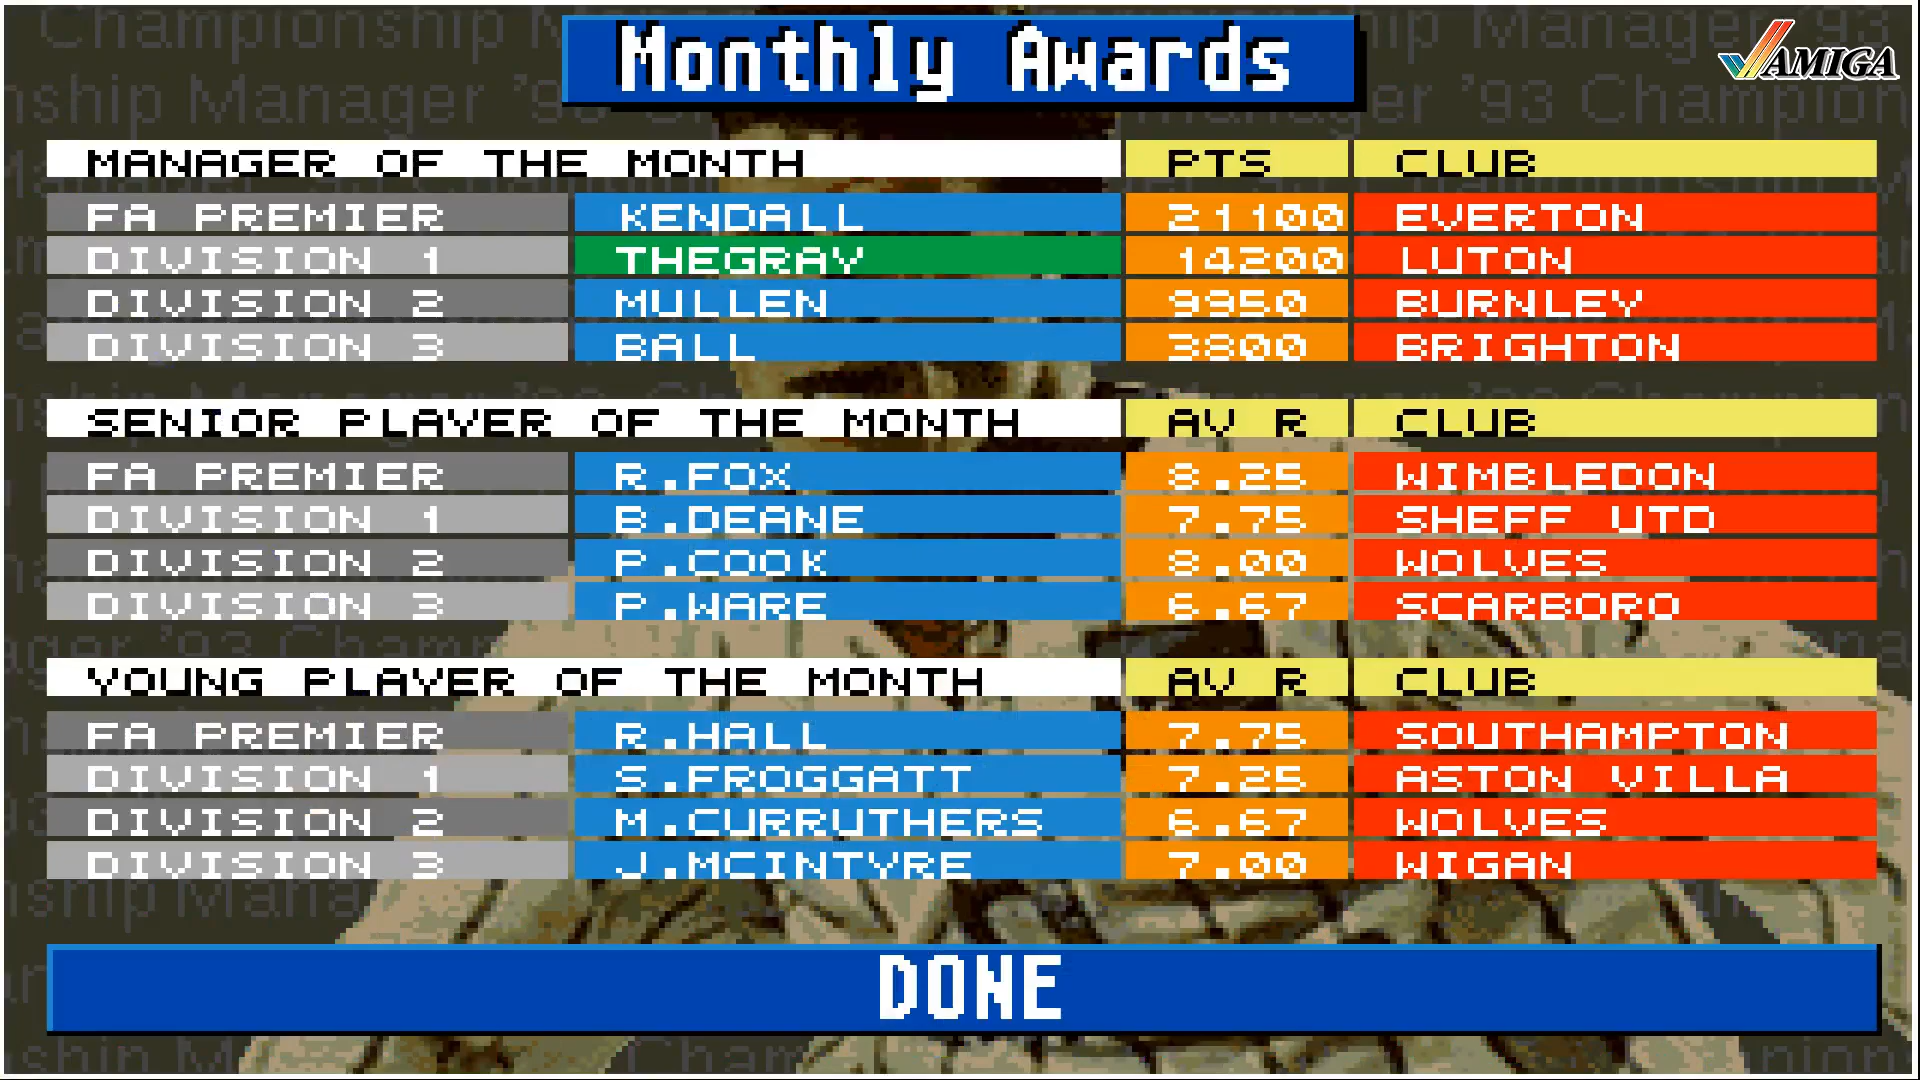 Monthly Awards
AMIGA
MANAGER OF THE MONTH PTS CLUB
FA PREMIER KENDALL 21100 EVERTON
DIVISION 1 THEGRAY 14200 LUTON
DIVISION 2 MULLEN 9950 BURNLEY
DIVISION 3 BALL 3800 BRIGHTON
SENIOR PLAYER OF THE MONTH AV R CLUB
FA PREMIER R.FOX 8.25 WIMBLEDON
DIVISION 1 B.DEANE 7.75 SHEFF UTD
DIVISION 2 P.COOK 8.00 WOLVES
DIVISION 3 P.WARE 6.67 SCARBORO
YOUNG PLAYER OF THE MONTH AV R CLUB
FA PREMIER R.HALL 7.75 SOUTHAMPTON
DIVISION 1 S.FROGGATT 7.25 ASTON VILLA
DIVISION 2 M.CURRUTHERS 6.67 WOLVES
DIVISION 3 J.MCINTYRE 7.00 WIGAN
DONE